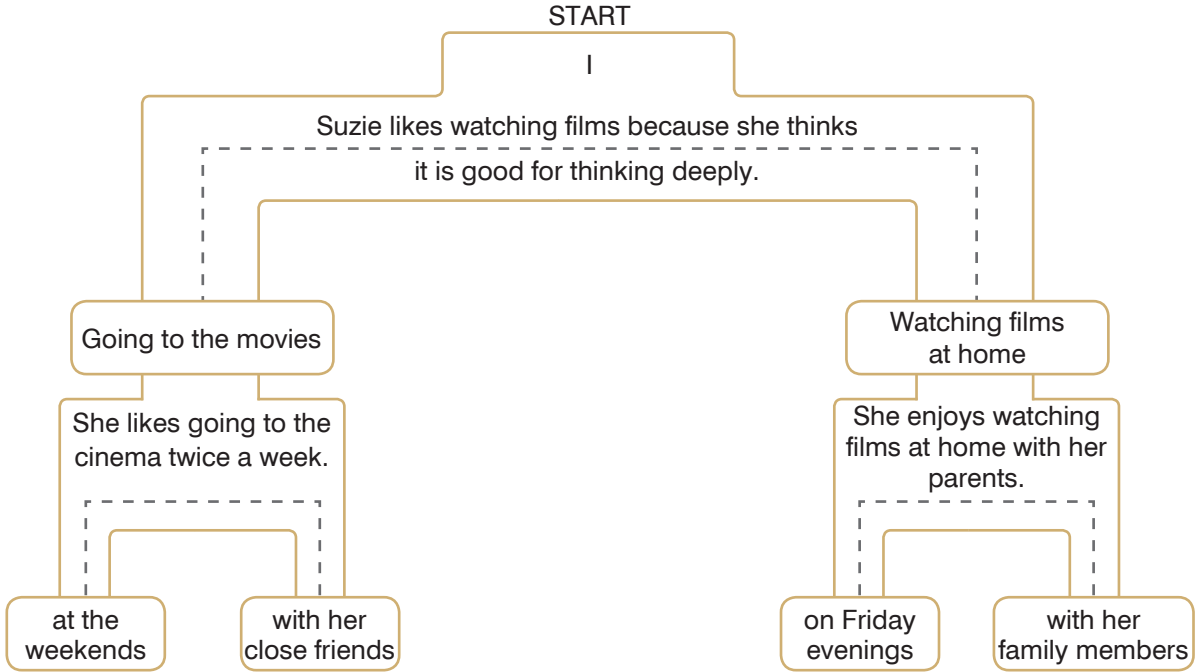 START
I
Suzie likes watching films because she thinks
it is good for thinking deeply.
Going to the movies
Watching films
at home
She likes going to the
cinema twice a week.
She enjoys watching
films at home with her
parents.
at the
weekends
with her
close friends
on Friday
evenings
with her
family members